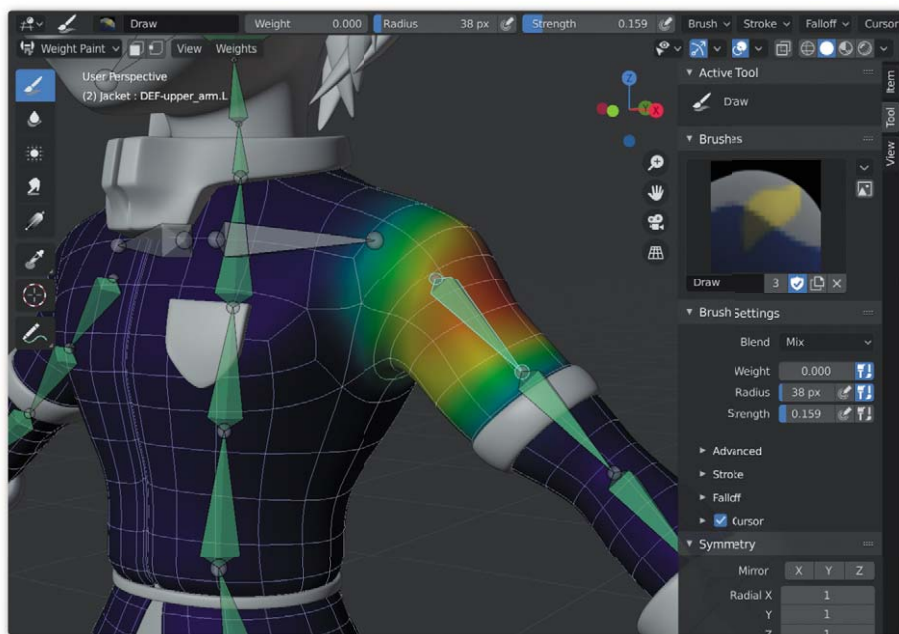 Draw Weight 0.000 Radius 38 px Strength 0.159 Brush Stroke Falloff Cursor
Weight Paint View Weights
User Perspective
(2) Jacket : DEF-upper_arm.L
Z
Y
X
Active Tool
Draw
Brushes
Draw 3
Brush Settings
Blend Mix
Weight 0.000
Radius 38 px
Strength 0.159
Advanced
Stroke
Falloff
Cursor
Symmetry
Mirror X Y Z
Radial X 1
Y 1
Z 1
Item
Tool
View